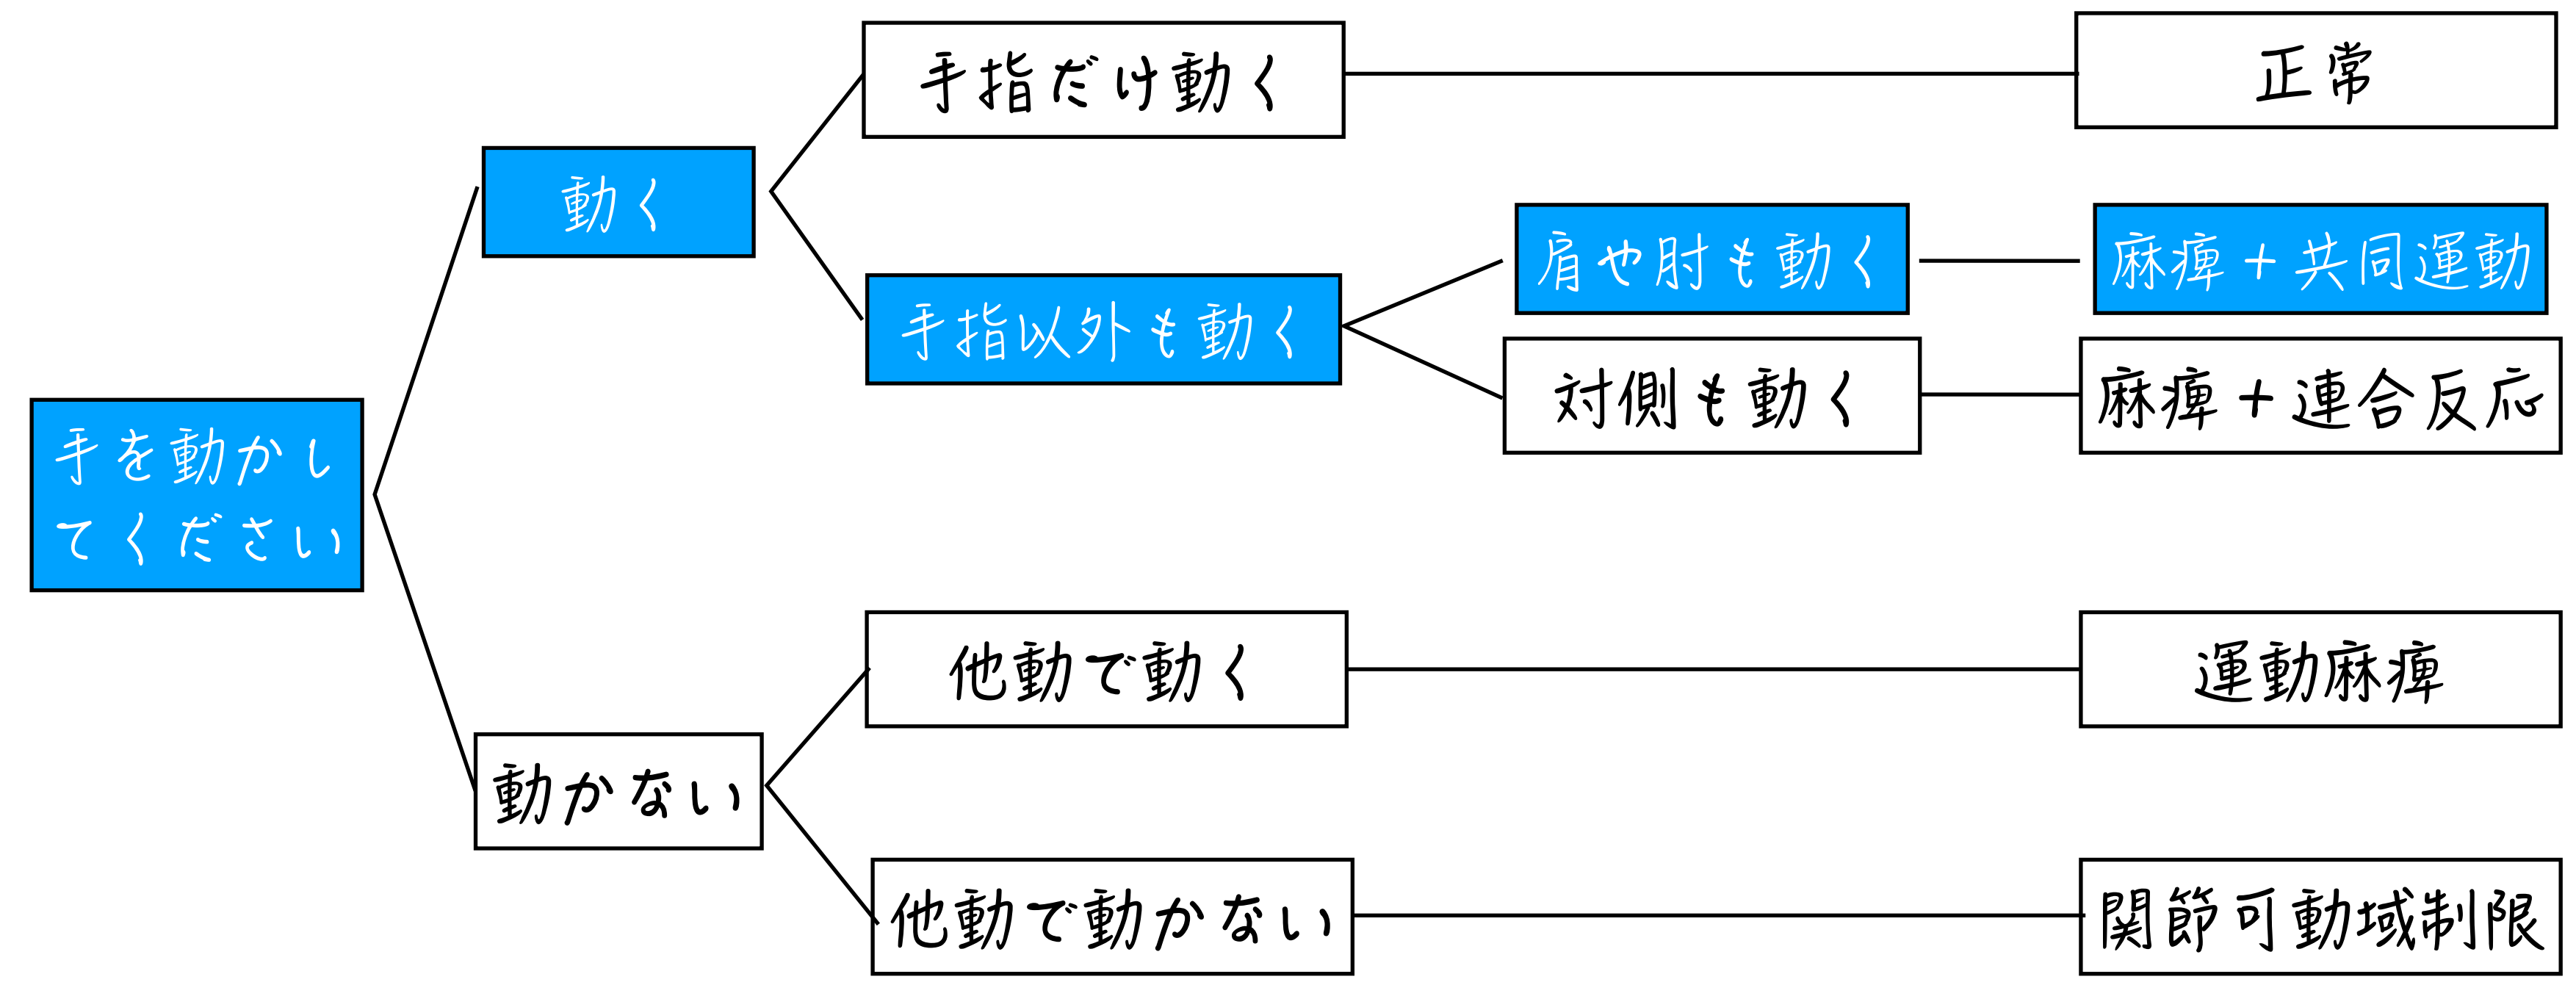 手指だけ動く
正常
動く
手指以外も動く
肩や肘も動く
麻痺+共同運動
対側も動く
麻痺+連合反応
手を動かし
てください
他動で動く
運動麻痺
動かない
他動で動かない
関節可動域制限